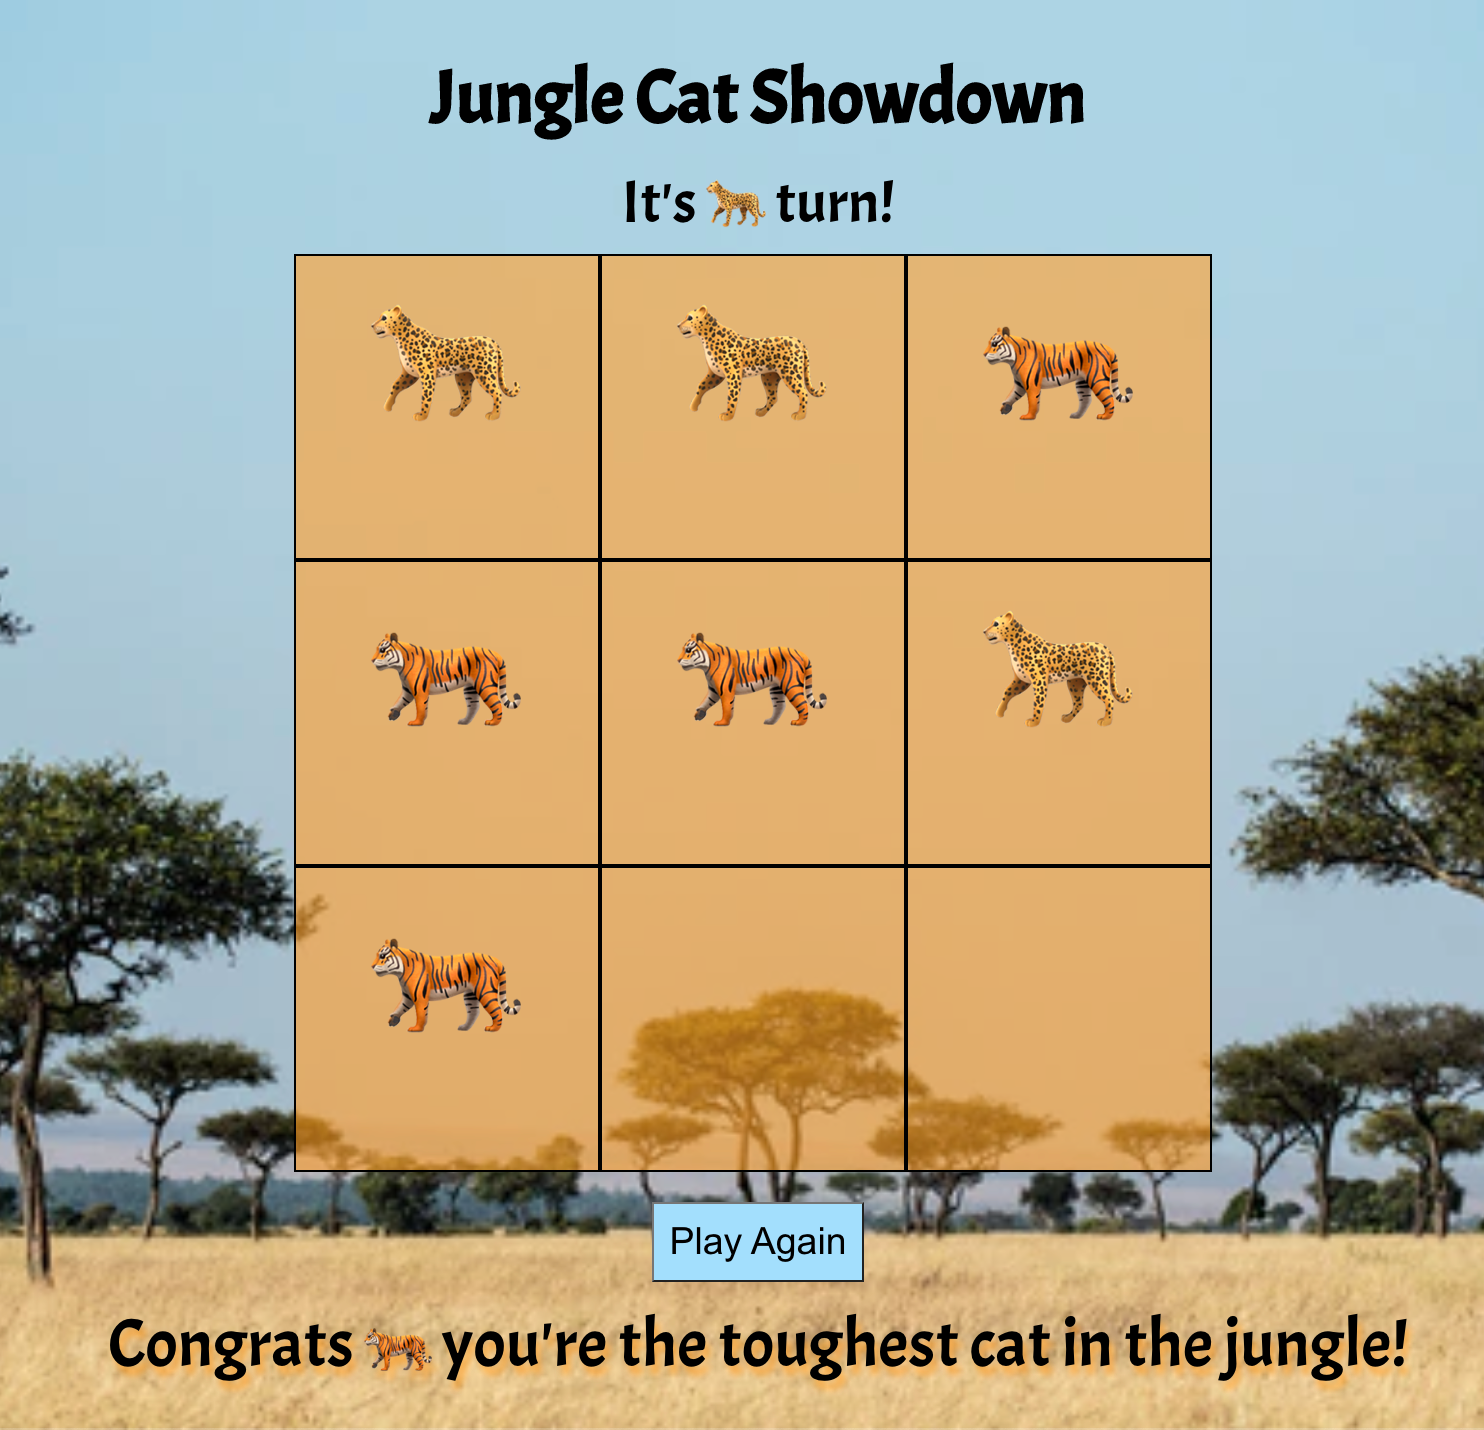 Jungle Cat Showdown
It's 🐆 turn!
Play Again
Congrats 🐅 you're the toughest cat in the jungle!